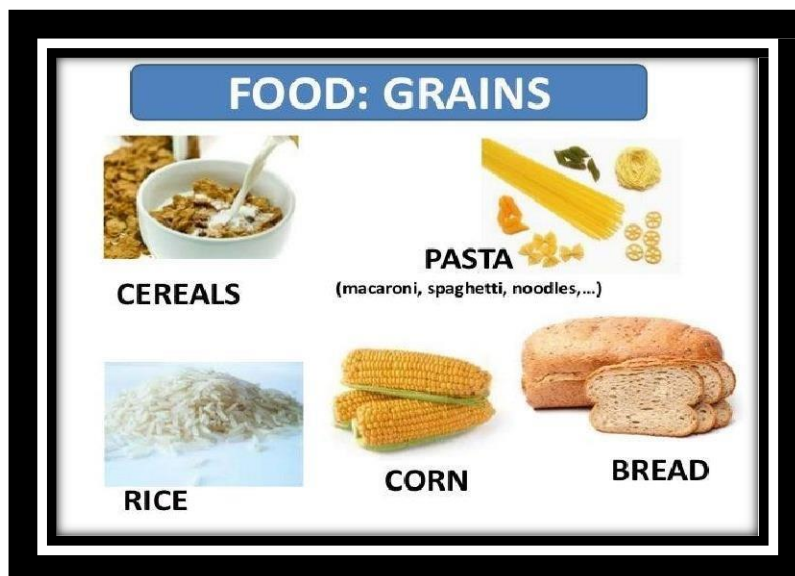 FOOD: GRAINS
CEREALS
PASTA
(macaroni, spaghetti, noodles,...)
RICE
CORN
BREAD